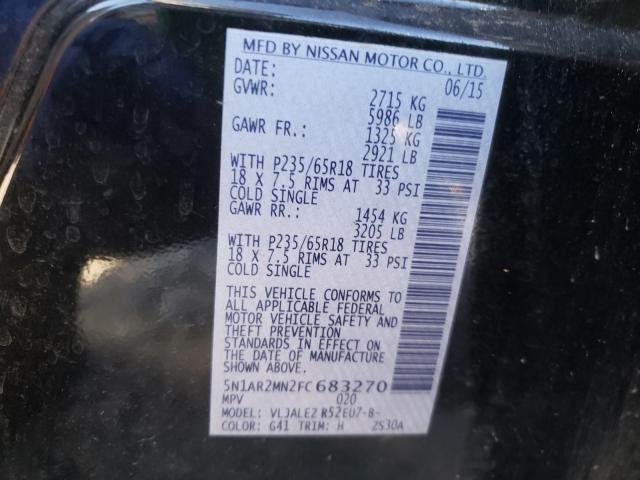 MFD BY NISSAN MOTOR CO., LTD.
DATE: 06/15
GVWR: 2715 KG
5986 LB
GAWR FR.: 1325 KG
2921 LB
WITH P235/65R18 TIRES
18 X 7.5 RIMS AT 33 PSI
COLD SINGLE
GAWR RR.: 1454 KG
3205 LB
WITH P235/65R18 TIRES
18 X 7.5 RIMS AT 33 PSI
COLD SINGLE
THIS VEHICLE CONFORMS TO
ALL APPLICABLE FEDERAL
MOTOR VEHICLE SAFETY AND
THEFT PREVENTION
STANDARDS IN EFFECT ON
THE DATE OF MANUFACTURE
SHOWN ABOVE.
5N1AR2MN2FC683270
MPV 020
MODEL: VLJALEZ R52EU7-B-
COLOR: G41 TRIM: H 2S30A